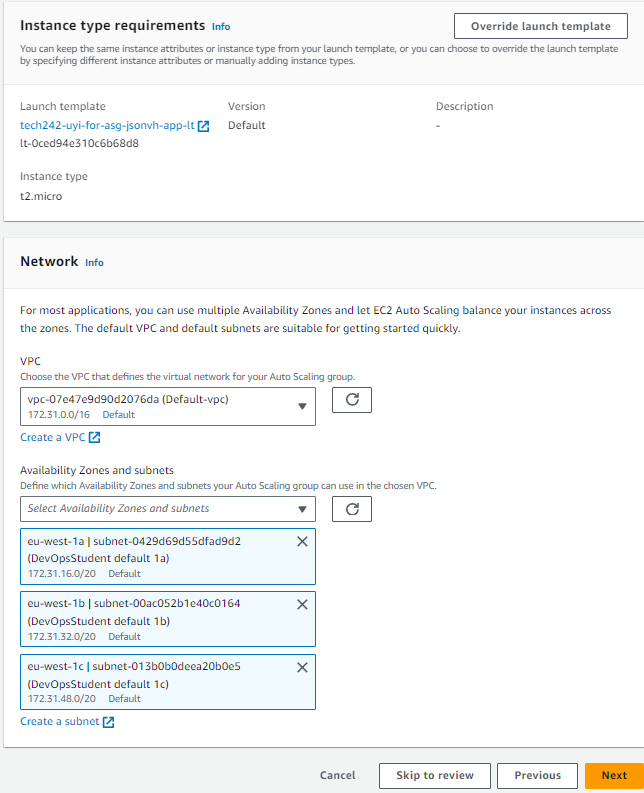 Instance type requirements Info
Override launch template
You can keep the same instance attributes or instance type from your launch template, or you can choose to override the launch template
by specifying different instance attributes or manually adding instance types.
Launch template
tech242-uyi-for-asg-jsonvh-app-lt
lt-0ced94e310c6b68d8
Version
Default
Description
-
Instance type
t2.micro
Network Info
For most applications, you can use multiple Availability Zones and let EC2 Auto Scaling balance your instances across
the zones. The default VPC and default subnets are suitable for getting started quickly.
VPC
Choose the VPC that defines the virtual network for your Auto Scaling group.
vpc-07e47e9d90d2076da (Default-vpc)
172.31.0.0/16 Default
Create a VPC
Availability Zones and subnets
Define which Availability Zones and subnets your Auto Scaling group can use in the chosen VPC.
Select Availability Zones and subnets
eu-west-1a | subnet-0429d69d55dfad9d2
(DevOpsStudent default 1a)
172.31.16.0/20 Default
eu-west-1b | subnet-00ac052b1e40c0164
(DevOpsStudent default 1b)
172.31.32.0/20 Default
eu-west-1c | subnet-013b0b0deea20b0e5
(DevOpsStudent default 1c)
172.31.48.0/20 Default
Create a subnet
Cancel
Skip to review
Previous
Next